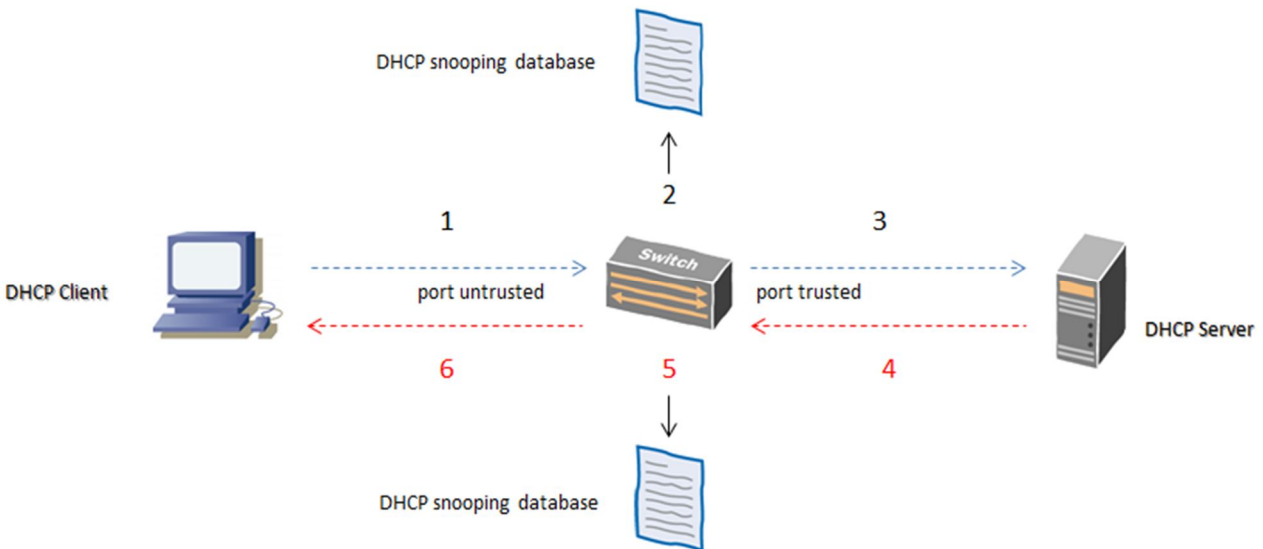 DHCP snooping database
2
1
3
Switch
DHCP Client
port untrusted
port trusted
DHCP Server
6
5
4
DHCP snooping database